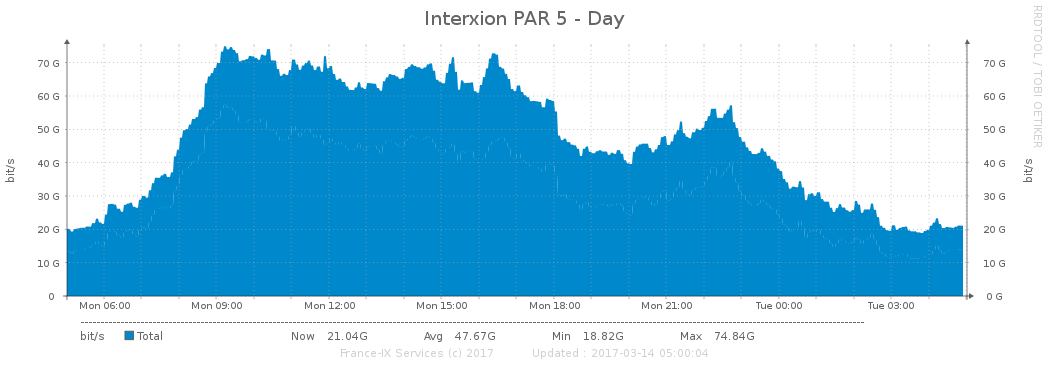 Interxion PAR 5 - Day
RRDTOOL / TOBI OETIKER
bit/s
bit/s
70 G
70 G
60 G
60 G
50 G
50 G
40 G
40 G
30 G
30 G
20 G
20 G
10 G
10 G
0
0 G
Mon 06:00 Mon 09:00 Mon 12:00 Mon 15:00 Mon 18:00 Mon 21:00 Tue 00:00 Tue 03:00
bit/s Total Now 21.04G Avg 47.67G Min 18.82G Max 74.84G
France-IX Services (c) 2017 Updated : 2017-03-14 05:00:04